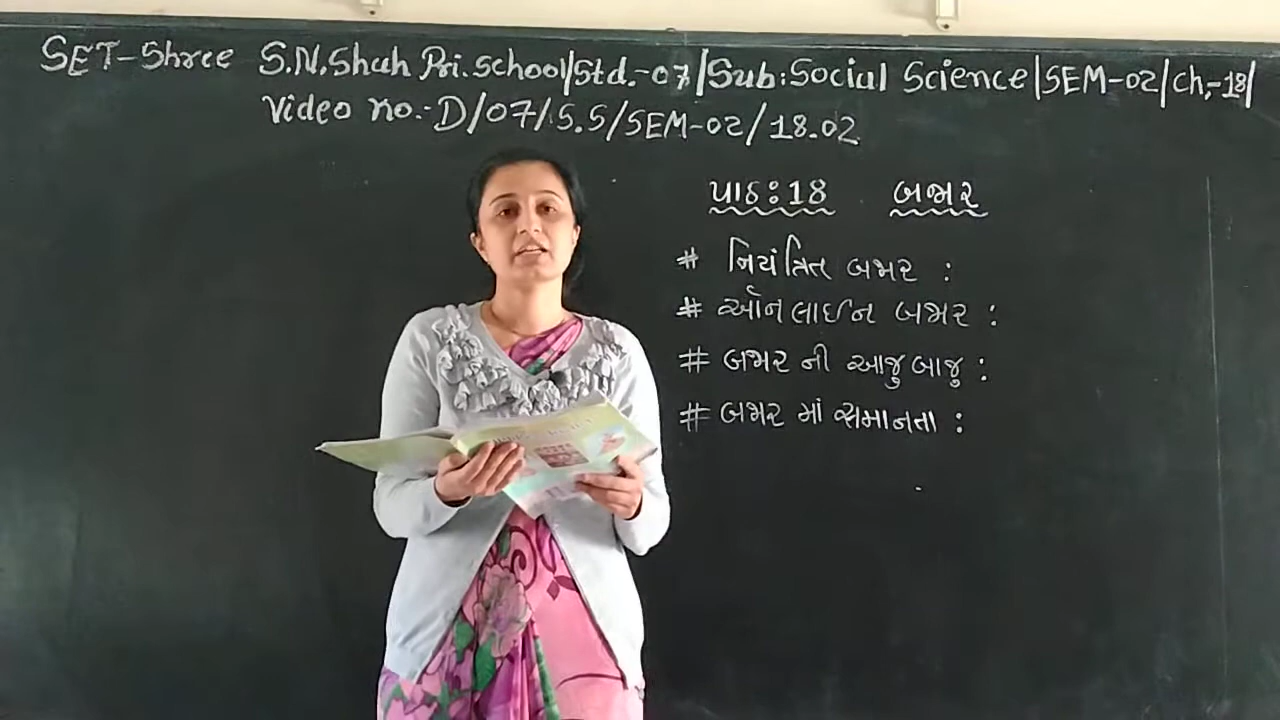 SET-Shree S.N.Shah Pri.School|Std.-07|Sub:Social Science|SEM-02|Ch.-18|
Video no.-D/07/S.S/SEM-02/18.02
પાઠ:18 બજાર
# નિયંત્રિત બજાર :
# ઓનલાઈન બજાર :
# બજાર ની આજુબાજુ :
# બજાર માં સમાનતા :